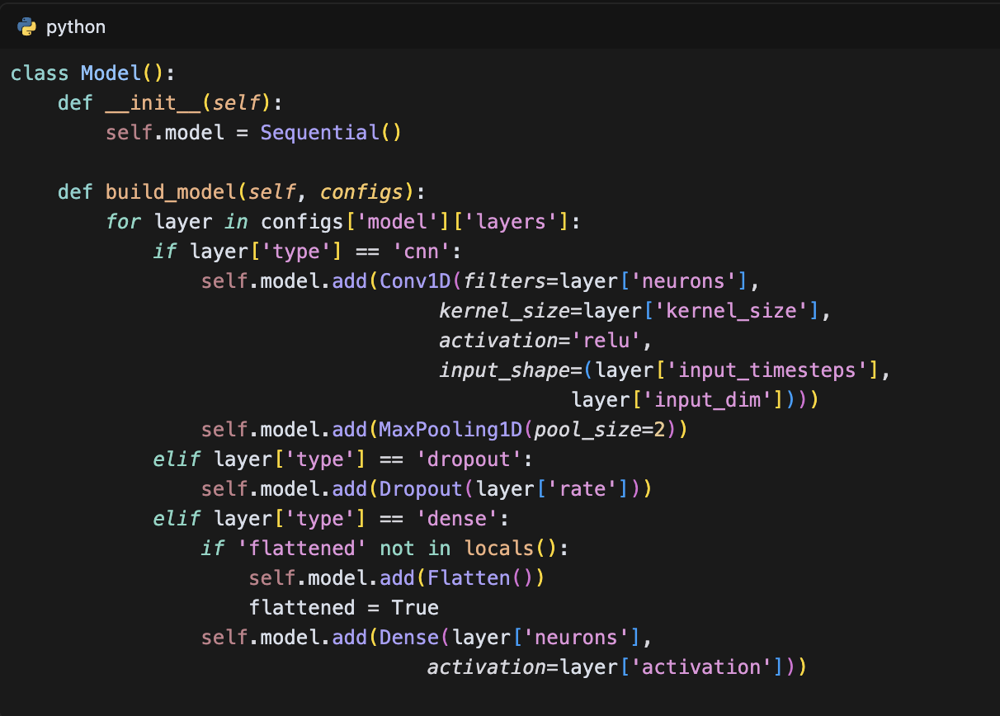 python
class Model():
    def __init__(self):
        self.model = Sequential()

    def build_model(self, configs):
        for layer in configs['model']['layers']:
            if layer['type'] == 'cnn':
                self.model.add(Conv1D(filters=layer['neurons'],
                                    kernel_size=layer['kernel_size'],
                                    activation='relu',
                                    input_shape=(layer['input_timesteps'],
                                               layer['input_dim'])))
                self.model.add(MaxPooling1D(pool_size=2))
            elif layer['type'] == 'dropout':
                self.model.add(Dropout(layer['rate']))
            elif layer['type'] == 'dense':
                if 'flattened' not in locals():
                    self.model.add(Flatten())
                    flattened = True
                self.model.add(Dense(layer['neurons'],
                                   activation=layer['activation']))